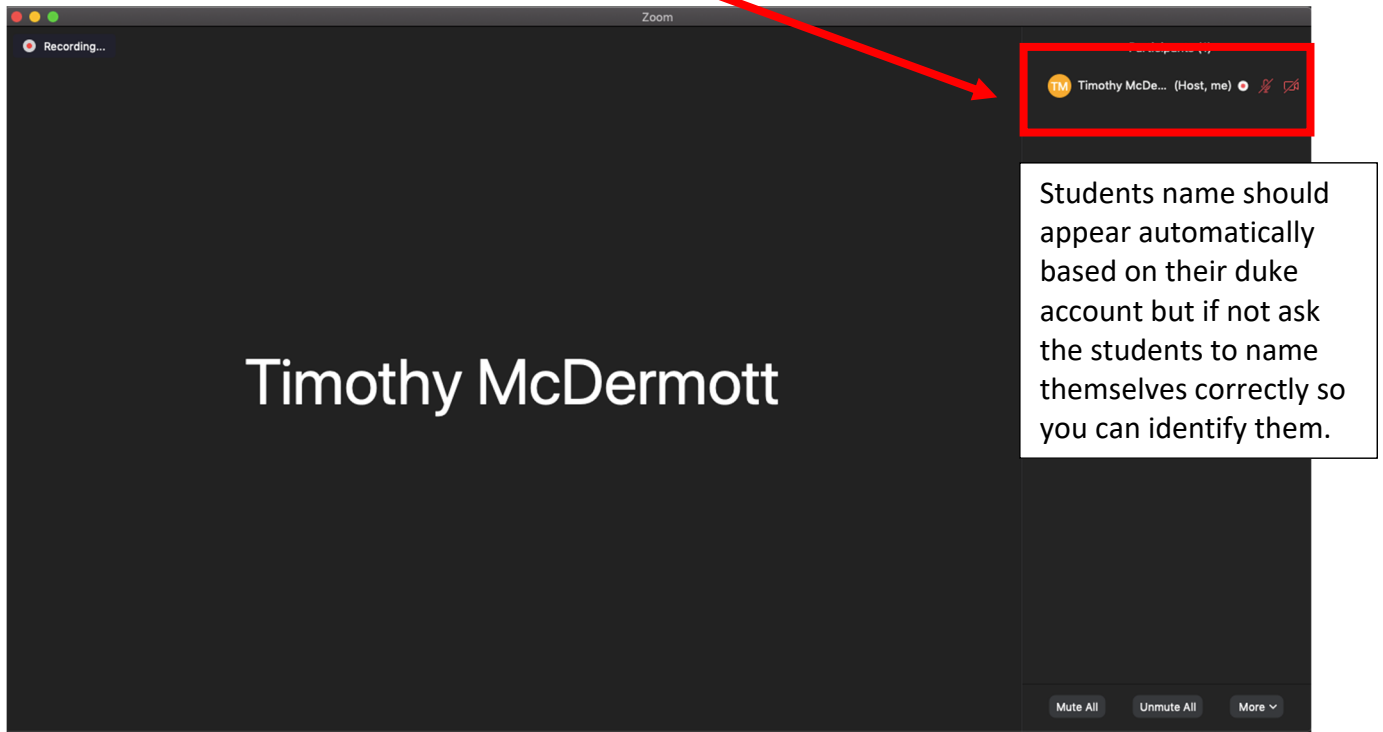 Zoom
Recording...
TM Timothy McDe... (Host, me)
Students name should
appear automatically
based on their duke
account but if not ask
the students to name
themselves correctly so
you can identify them.
Timothy McDermott
Mute All Unmute All More